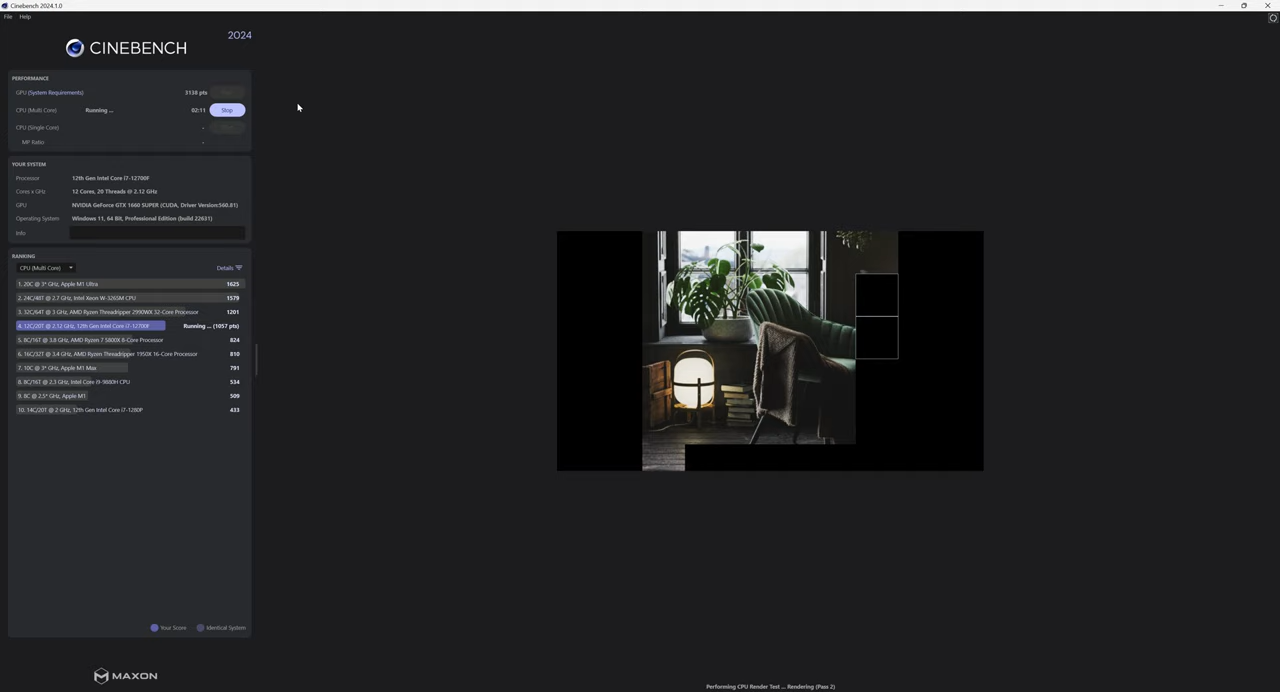 Cinebench 2024.1.0
File Help
2024
CINEBENCH
PERFORMANCE
GPU (System Requirements) 3138 pts
CPU (Multi Core) Running ... 02:11 Stop
CPU (Single Core) -
MP Ratio -
YOUR SYSTEM
Processor 12th Gen Intel Core i7-12700F
Cores x GHz 12 Cores, 20 Threads @ 2.12 GHz
GPU NVIDIA GeForce GTX 1660 SUPER (CUDA, Driver Version:560.81)
Operating System Windows 11, 64 Bit, Professional Edition (build 22631)
Info
RANKING
CPU (Multi Core) Details
1. 20C @ 3* GHz, Apple M1 Ultra 1625
2. 24C/48T @ 2.7 GHz, Intel Xeon W-3265M CPU 1579
3. 32C/64T @ 3 GHz, AMD Ryzen Threadripper 2990WX 32-Core Processor 1201
4. 12C/20T @ 2.12 GHz, 12th Gen Intel Core i7-12700F Running ... (1057 pts)
5. 8C/16T @ 3.8 GHz, AMD Ryzen 7 5800X 8-Core Processor 824
6. 16C/32T @ 3.4 GHz, AMD Ryzen Threadripper 1950X 16-Core Processor 810
7. 10C @ 3* GHz, Apple M1 Max 791
8. 8C/16T @ 2.3 GHz, Intel Core i9-9880H CPU 534
9. 8C @ 2.5* GHz, Apple M1 509
10. 14C/20T @ 2 GHz, 12th Gen Intel Core i7-1280P 433
Your Score Identical System
MAXON
Performing CPU Render Test ... Rendering (Pass 2)